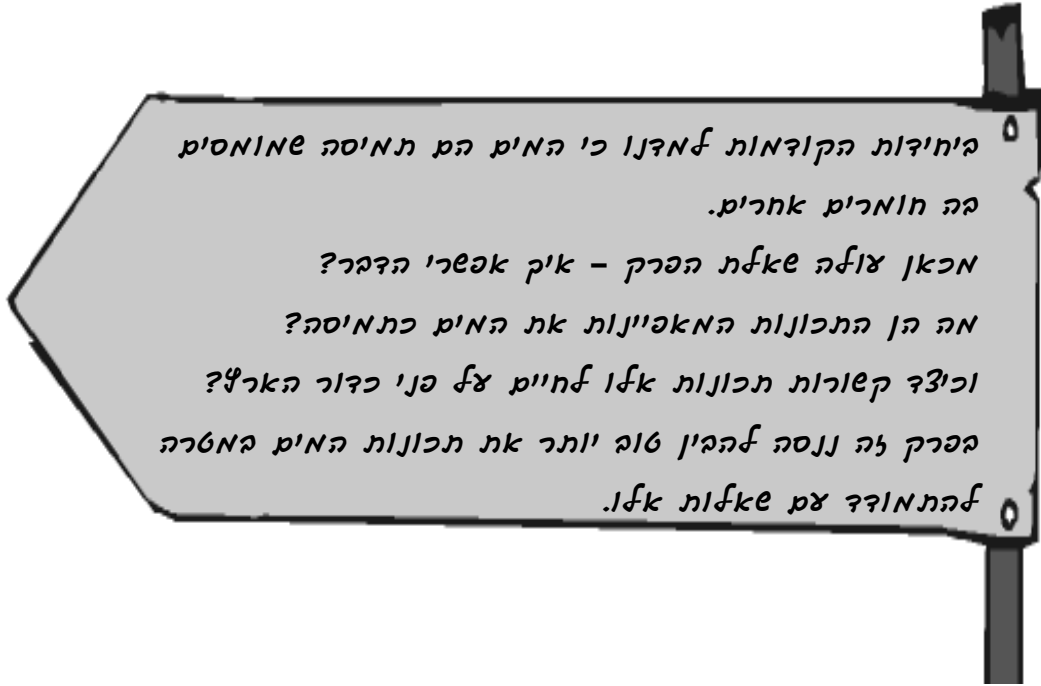 ביחידות הקודמות למדנו כי המים הם תמיסה שמומסים
בה חומרים אחרים.
מכאן עולה שאלת הפרק – איך אפשרי הדבר?
מה הן התכונות המאפיינות את המים כתמיסה?
וכיצד קשורות תכונות אלו לחיים על פני כדור הארץ?
בפרק זה ננסה להבין טוב יותר את תכונות המים במטרה
להתמודד עם שאלות אלו.